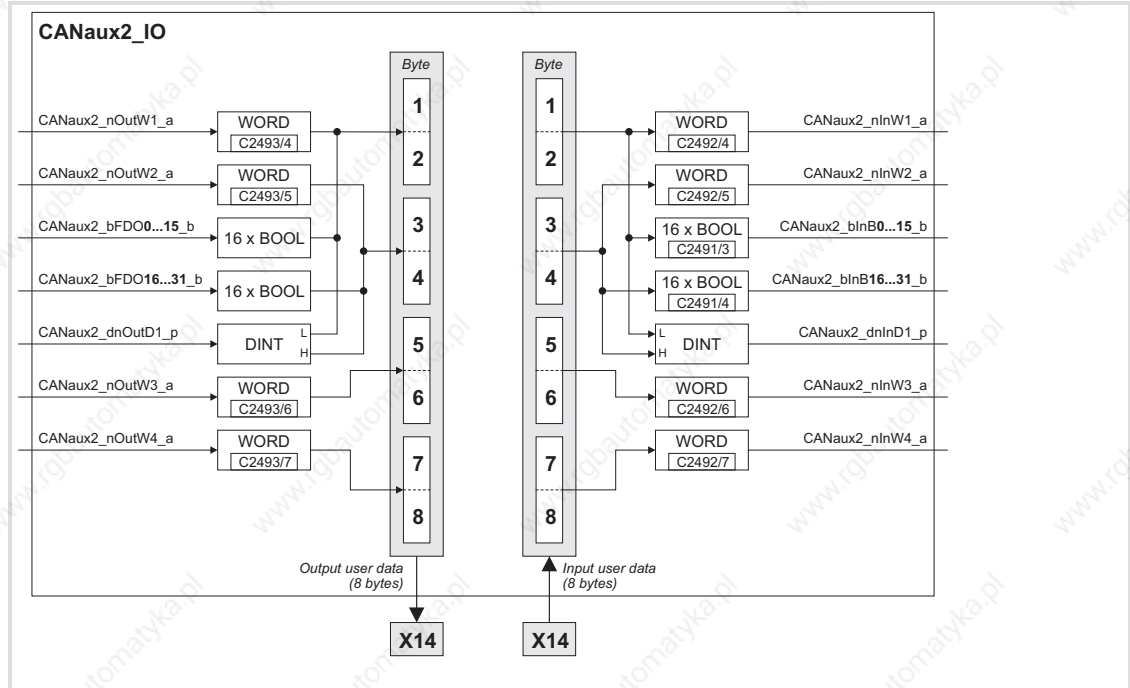 CANaux2_IO
Byte
1
2
3
4
5
6
7
8
CANaux2_nOutW1_a
WORD
C2493/4
CANaux2_nOutW2_a
WORD
C2493/5
CANaux2_bFDO0...15_b
16 x BOOL
CANaux2_bFDO16...31_b
16 x BOOL
CANaux2_dnOutD1_p
DINT
L
H
CANaux2_nOutW3_a
WORD
C2493/6
CANaux2_nOutW4_a
WORD
C2493/7
Output user data
(8 bytes)
X14
Byte
1
2
3
4
5
6
7
8
WORD
C2492/4
CANaux2_nInW1_a
WORD
C2492/5
CANaux2_nInW2_a
16 x BOOL
C2491/3
CANaux2_bInB0...15_b
16 x BOOL
C2491/4
CANaux2_bInB16...31_b
L
H
DINT
CANaux2_dnInD1_p
WORD
C2492/6
CANaux2_nInW3_a
WORD
C2492/7
CANaux2_nInW4_a
Input user data
(8 bytes)
X14
www.rgbautomatyka.pl